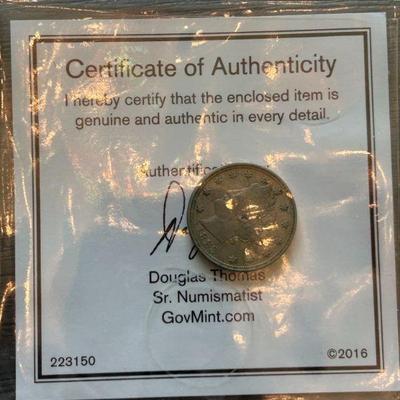 Certificate of Authenticity
I hereby certify that the enclosed item is
genuine and authentic in every detail.
Douglas Thomas
Sr. Numismatist
GovMint.com
223150
©2016